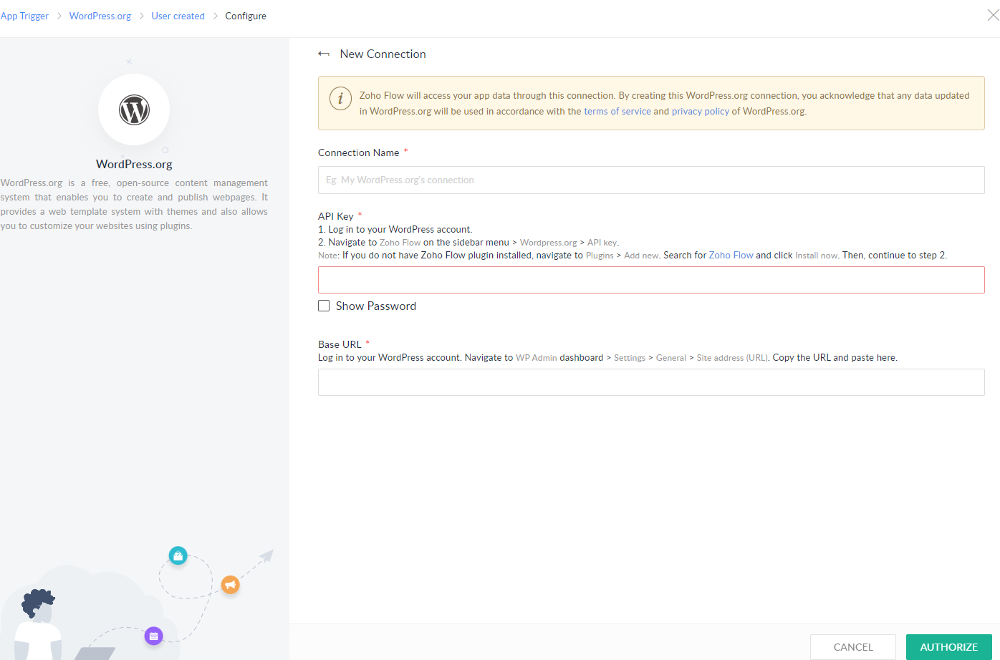 App Trigger > WordPress.org > User created > Configure
WordPress.org
WordPress.org is a free, open-source content management
system that enables you to create and publish webpages. It
provides a web template system with themes and also allows
you to customize your websites using plugins.
New Connection
Zoho Flow will access your app data through this connection. By creating this WordPress.org connection, you acknowledge that any data updated
in WordPress.org will be used in accordance with the terms of service and privacy policy of WordPress.org.
Connection Name *
Eg. My WordPress.org's connection
API Key *
1. Log in to your WordPress account.
2. Navigate to Zoho Flow on the sidebar menu > Wordpress.org > API key.
Note: If you do not have Zoho Flow plugin installed, navigate to Plugins > Add new. Search for Zoho Flow and click Install now. Then, continue to step 2.
Show Password
Base URL *
Log in to your WordPress account. Navigate to WP Admin dashboard > Settings > General > Site address (URL). Copy the URL and paste here.
CANCEL
AUTHORIZE